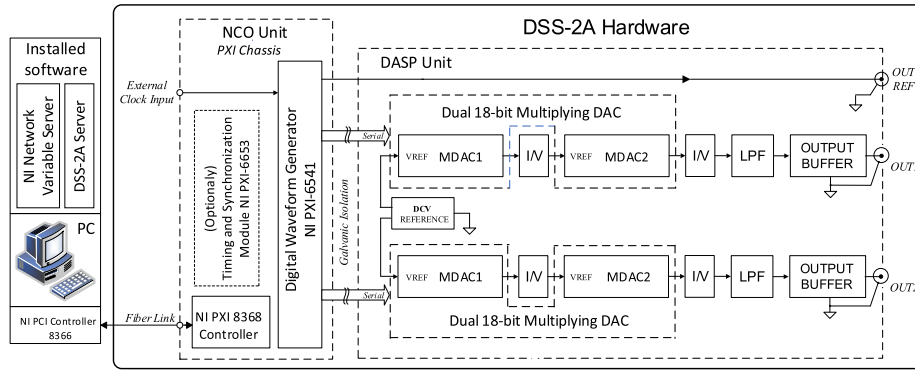 DSS-2A Hardware
Installed
software
NI Network
Variable Server
DSS-2A Server
PC
NI PCI Controller
8366
NCO Unit
PXI Chassis
External
Clock Input
Fiber Link
(Optionaly)
Timing and Synchronization
Module NI PXI-6653
NI PXI 8368
Controller
Digital Waveform Generator
NI PXI-6541
Galvanic Isolation
Serial
Serial
DASP Unit
OUT
REF
Dual 18-bit Multiplying DAC
VREF MDAC1
I/V
VREF MDAC2
I/V
LPF
OUTPUT
BUFFER
DCV
REFERENCE
VREF MDAC1
I/V
VREF MDAC2
I/V
LPF
OUTPUT
BUFFER
Dual 18-bit Multiplying DAC